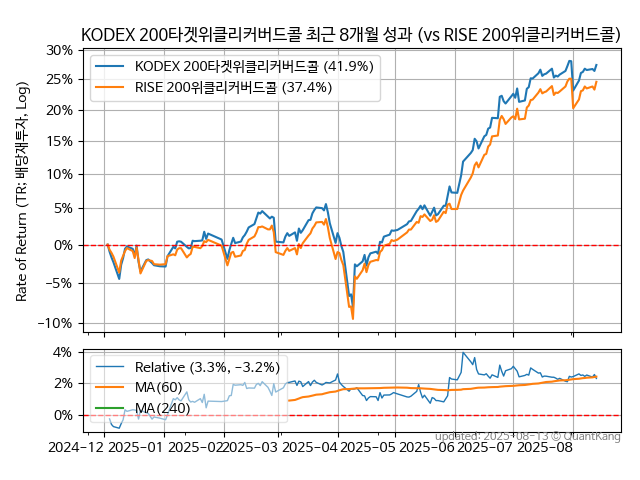 KODEX 200타겟위클리커버드콜 최근 8개월 성과 (vs RISE 200위클리커버드콜)
Rate of Return (TR: 배당재투자, Log)
30%
25%
20%
15%
10%
5%
0%
−5%
−10%
KODEX 200타겟위클리커버드콜 (41.9%)
RISE 200위클리커버드콜 (37.4%)
4%
2%
0%
Relative (3.3%, −3.2%)
MA(60)
MA(240)
updated: 2025-08-13 © QuantKang
2024−12 2025−01 2025−02 2025−03 2025−04 2025−05 2025−06 2025−07 2025−08